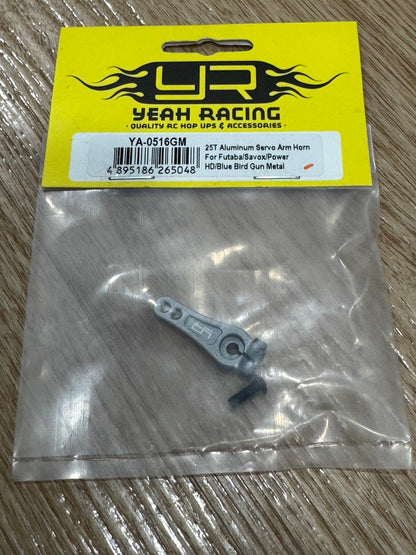 YR
YEAH RACING
· QUALITY RC HOP UPS & ACCESSORIES ·
YA-0516GM
4 895186 265048
25T Aluminum Servo Arm Horn
For Futaba/Savox/Power
HD/Blue Bird Gun Metal
YR